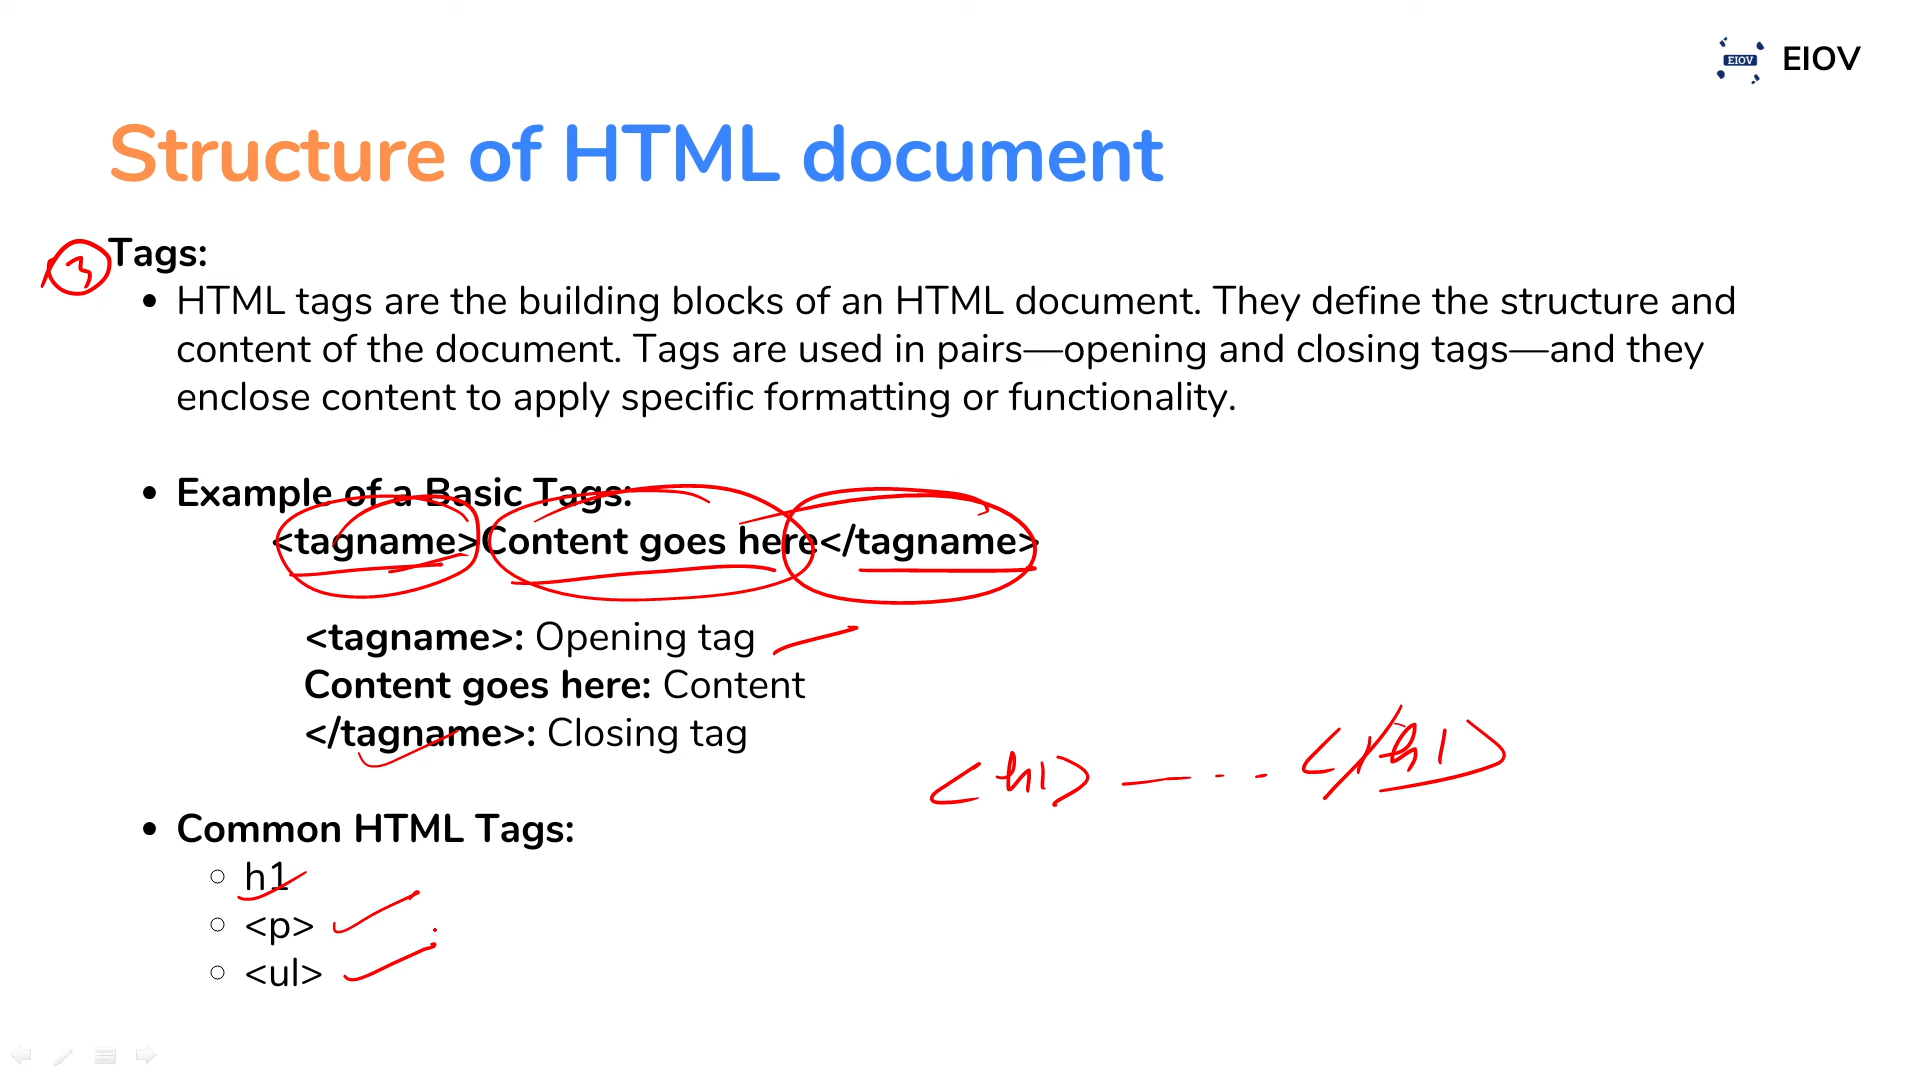 EIOV EIOV
Structure of HTML document
3
Tags:
• HTML tags are the building blocks of an HTML document. They define the structure and
content of the document. Tags are used in pairs—opening and closing tags—and they
enclose content to apply specific formatting or functionality.
• Example of a Basic Tags:
<tagname>Content goes here</tagname>
<tagname>: Opening tag
Content goes here: Content
</tagname>: Closing tag
<h1> — - - </h1>
• Common HTML Tags:
○ h1
○ <p>
○ <ul>